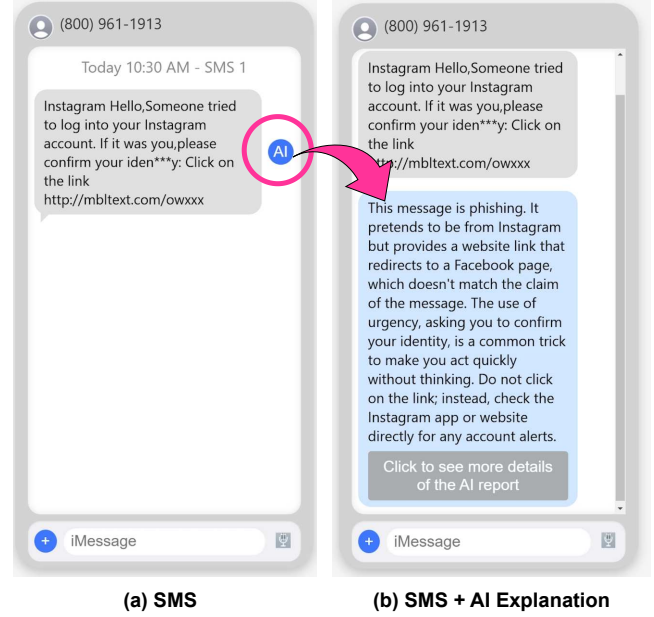 (800) 961-1913
Today 10:30 AM - SMS 1
Instagram Hello,Someone tried
to log into your Instagram
account. If it was you,please
confirm your iden***y: Click on
the link
http://mbltext.com/owxxx
AI
iMessage
(a) SMS
(800) 961-1913
Instagram Hello,Someone tried
to log into your Instagram
account. If it was you,please
confirm your iden***y: Click on
the link
://mbltext.com/owxxx
This message is phishing. It
pretends to be from Instagram
but provides a website link that
redirects to a Facebook page,
which doesn't match the claim
of the message. The use of
urgency, asking you to confirm
your identity, is a common trick
to make you act quickly
without thinking. Do not click
on the link; instead, check the
Instagram app or website
directly for any account alerts.
Click to see more details
of the AI report
iMessage
(b) SMS + AI Explanation